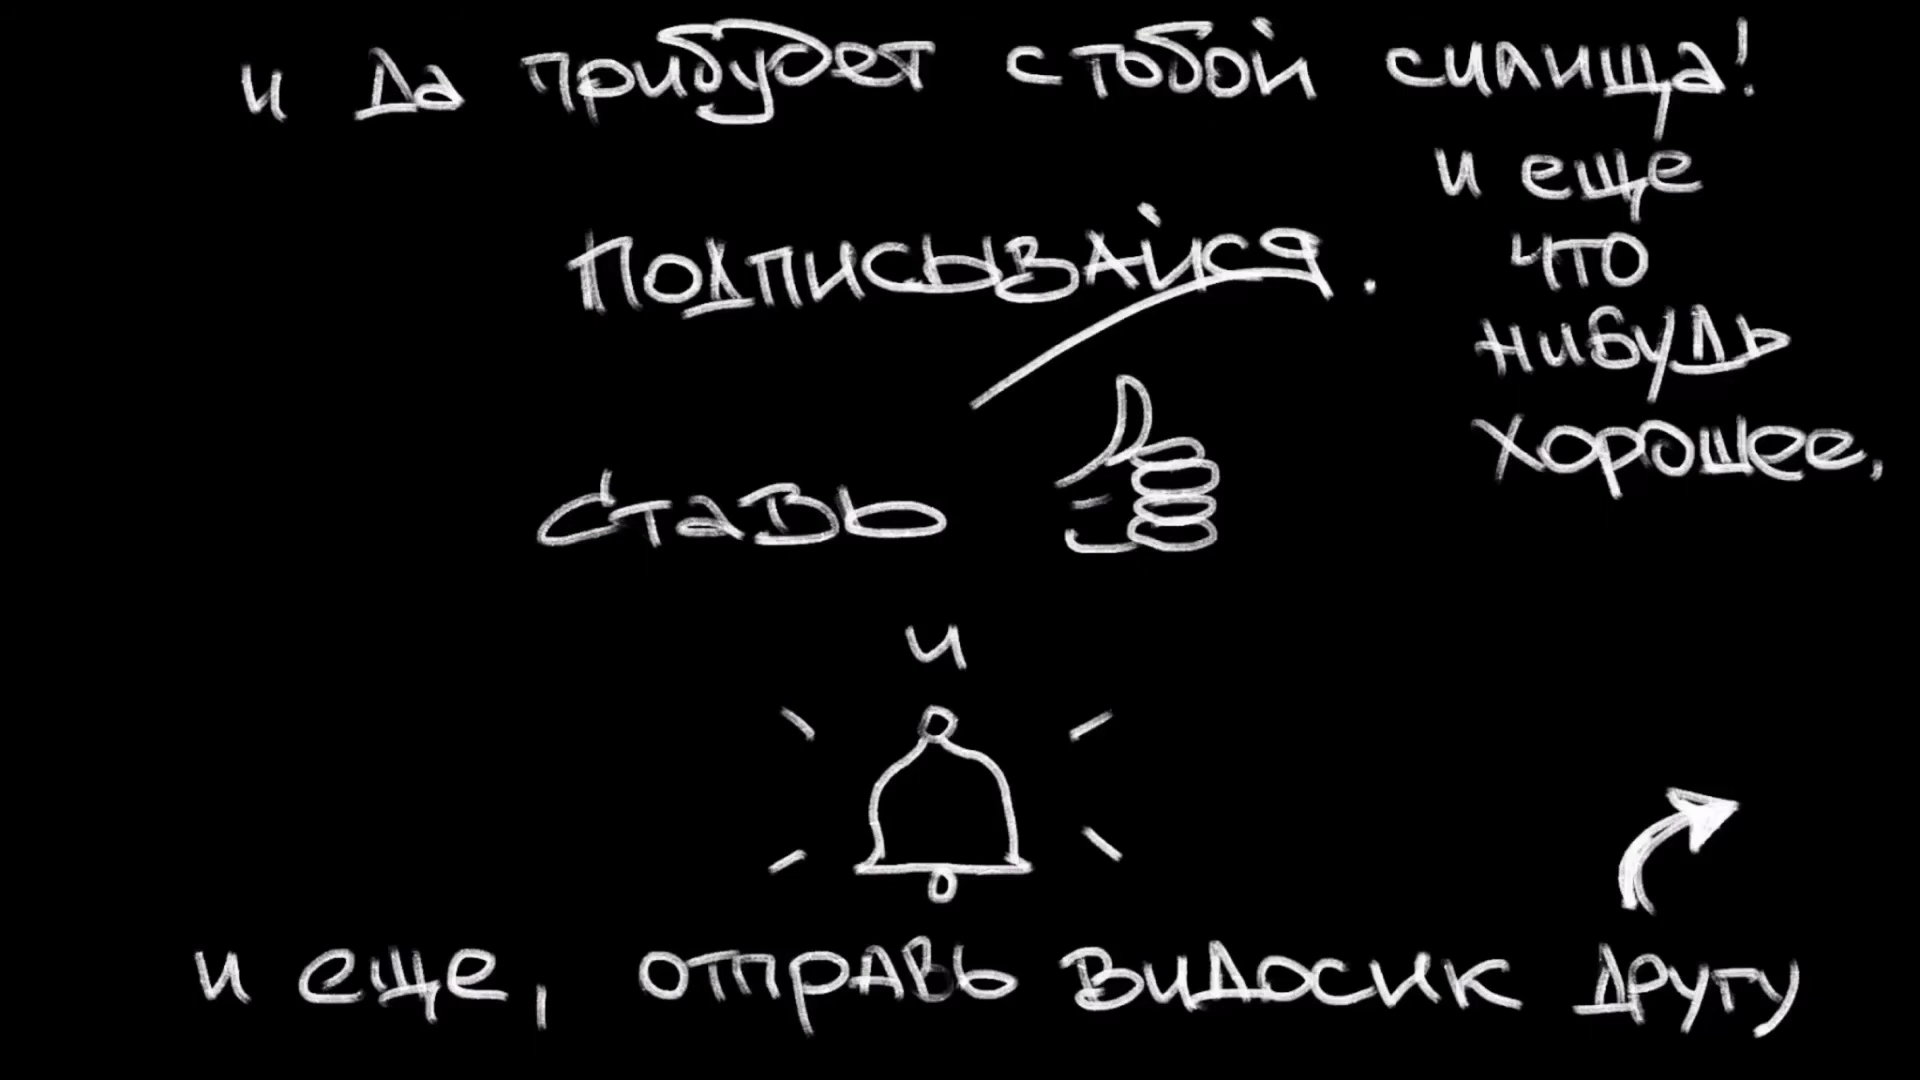 и да прибудет с тобой силища!
и еще
что
нибудь
хорошее,
подписывайся.
ставь
и
и еще, отправь видосик другу